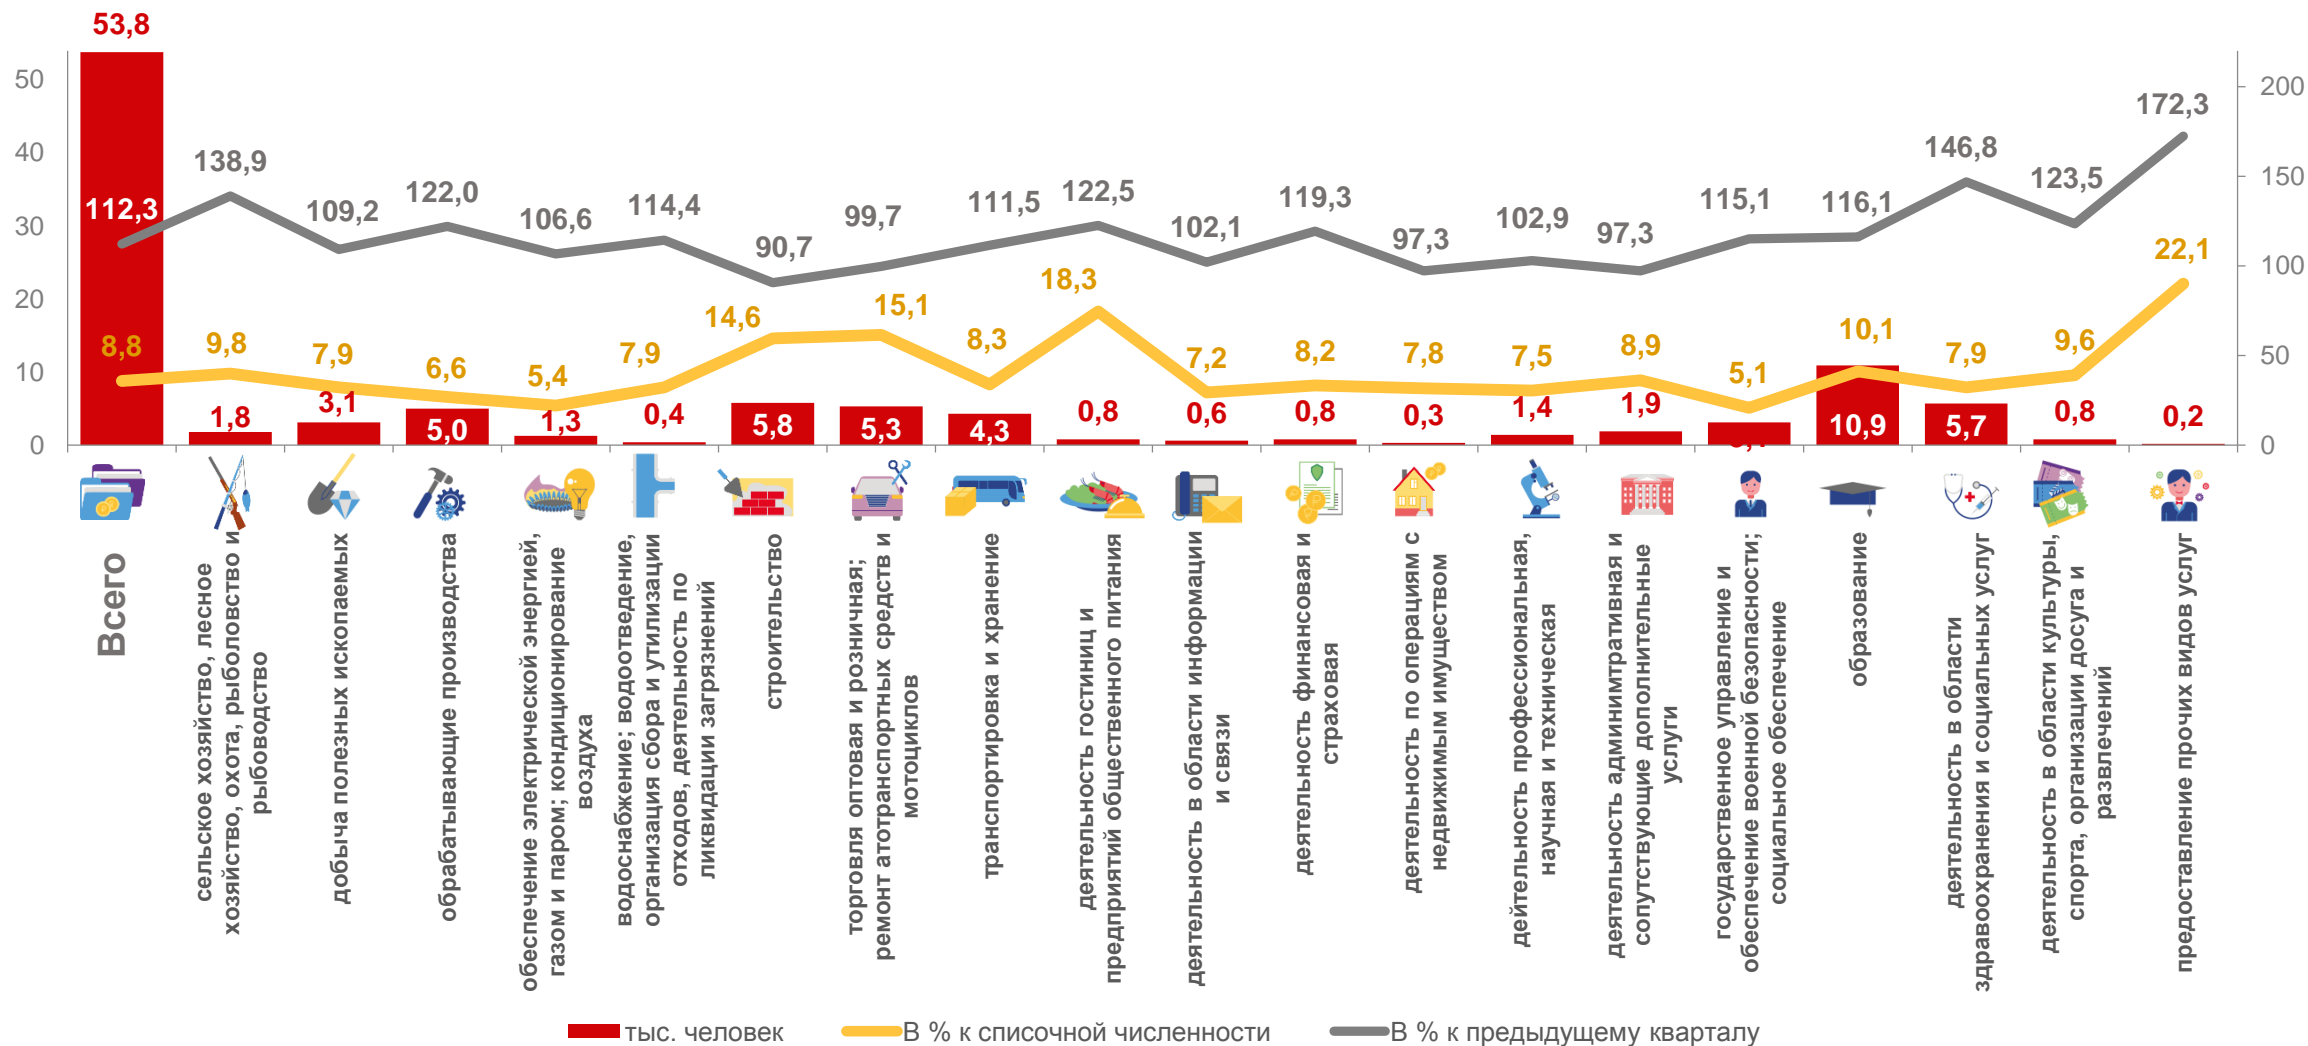 53,8
50
40
30
20
10
0
200
150
100
50
0
112,3
138,9
109,2
122,0
106,6
114,4
90,7
99,7
111,5
122,5
102,1
119,3
97,3
102,9
97,3
115,1
116,1
146,8
123,5
172,3
8,8
9,8
7,9
6,6
5,4
7,9
14,6
15,1
8,3
18,3
7,2
8,2
7,8
7,5
8,9
5,1
10,1
7,9
9,6
22,1
1,8
3,1
5,0
1,3
0,4
5,8
5,3
4,3
0,8
0,6
0,8
0,3
1,4
1,9
10,9
5,7
0,8
0,2
Всего
сельское хозяйство, лесное
хозяйство, охота, рыболовство и
рыбоводство
добыча полезных ископаемых
обрабатывающие производства
обеспечение электрической энергией,
газом и паром; кондиционирование
воздуха
водоснабжение; водоотведение,
организация сбора и утилизации
отходов, деятельность по
ликвидации загрязнений
строительство
торговля оптовая и розничная;
ремонт атотранспортных средств и
мотоциклов
транспортировка и хранение
деятельность гостиниц и
предприятий общественного питания
деятельность в области информации
и связи
деятельность финансовая и
страховая
деятельность по операциям с
недвижимым имуществом
дейтельность профессиональная,
научная и техническая
деятельность админимтративная и
сопутствующие дополнительные
услуги
государственное управление и
обеспечение военной безопасности;
социальное обеспечение
образование
деятельность в области
здравоохранения и социальных услуг
деятельность в области культуры,
спорта, организации досуга и
развлечений
предоставление прочих видов услуг
тыс. человек
В % к списочной численности
В % к предыдущему кварталу